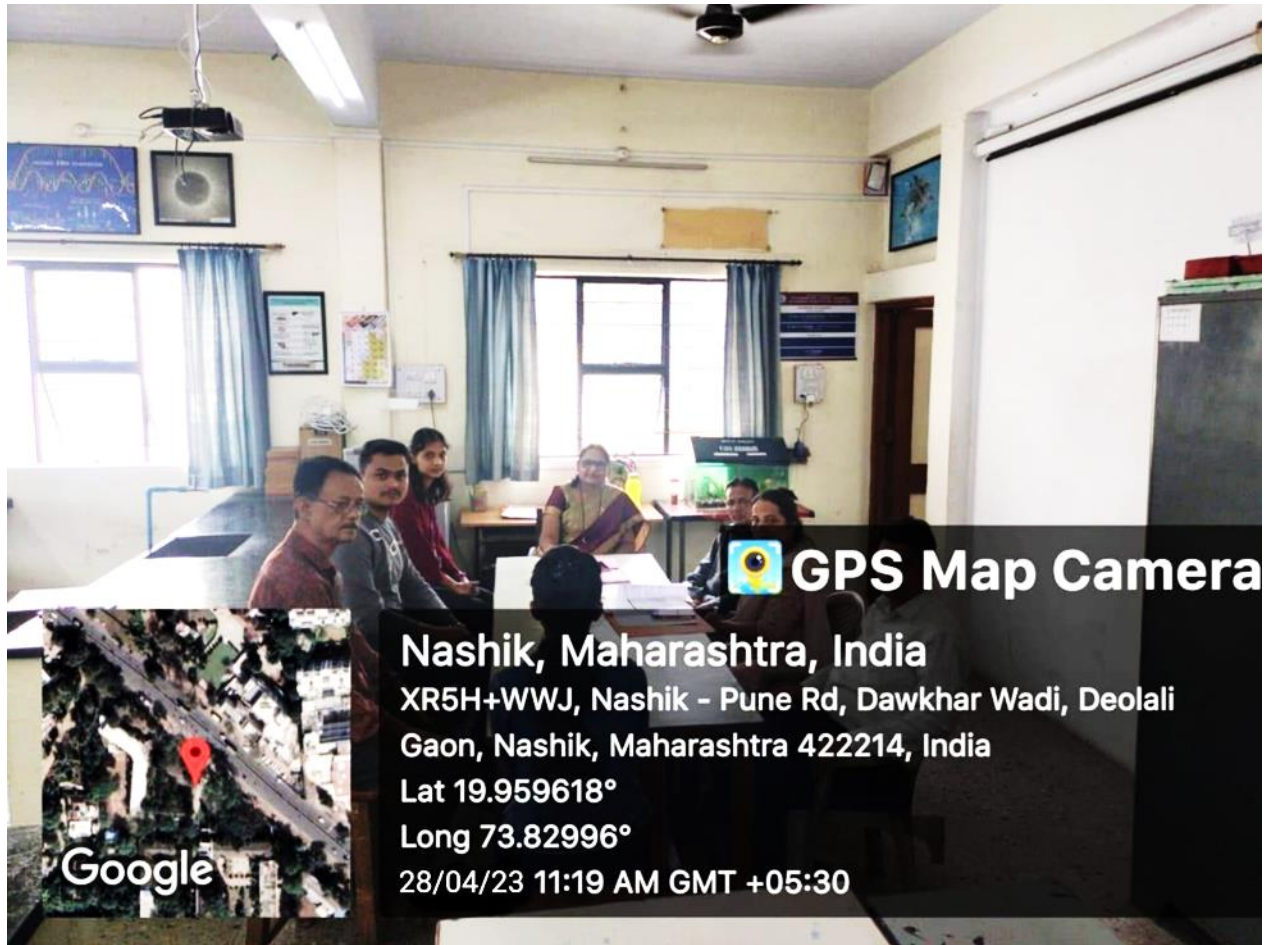 GPS Map Camera
Nashik, Maharashtra, India
XR5H+WWJ, Nashik - Pune Rd, Dawkhar Wadi, Deolali
Gaon, Nashik, Maharashtra 422214, India
Lat 19.959618°
Long 73.82996°
28/04/23 11:19 AM GMT +05:30
Google